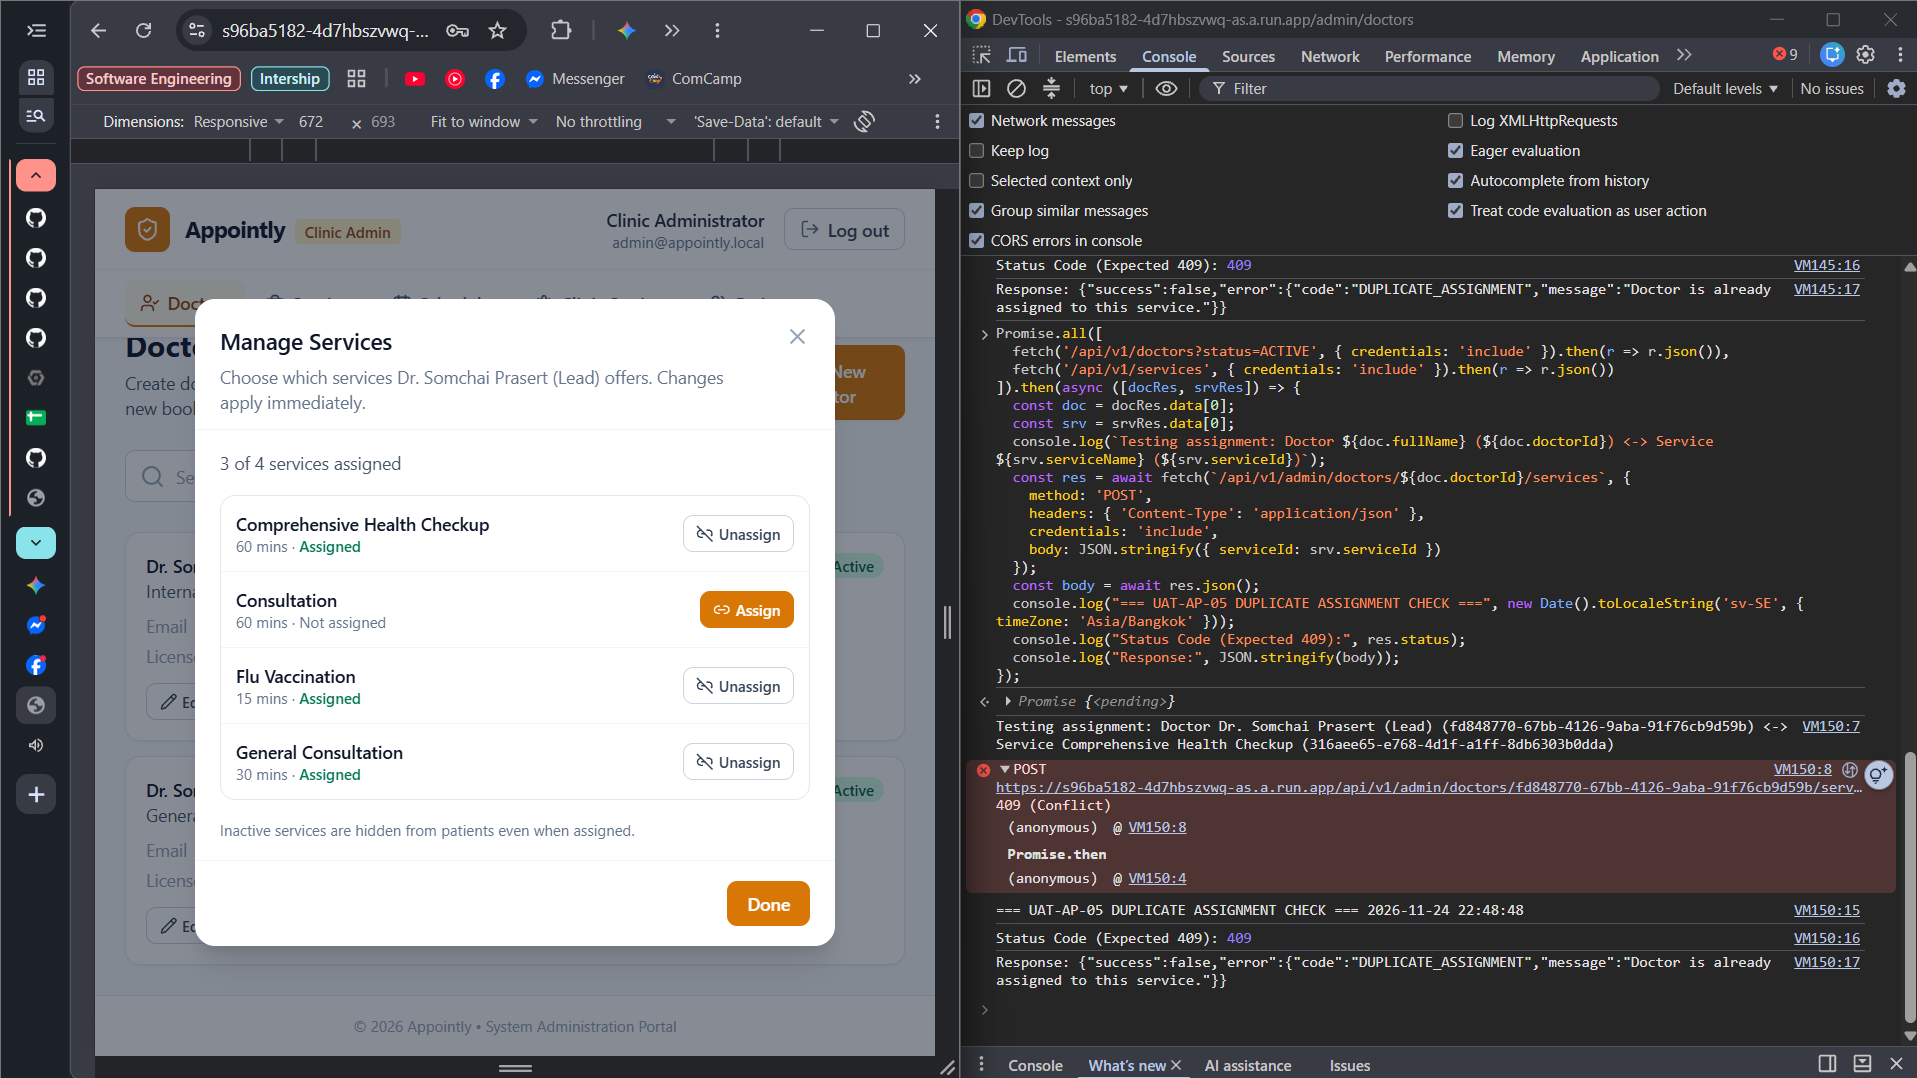 s96ba5182-4d7hbszvwq-...
Software Engineering
Intership
Messenger
ComCamp
Dimensions: Responsive 672 × 693 Fit to window No throttling 'Save-Data': default
Appointly Clinic Admin
Clinic Administrator
admin@appointly.local
Log out
Manage Services
Choose which services Dr. Somchai Prasert (Lead) offers. Changes
apply immediately.
3 of 4 services assigned
Comprehensive Health Checkup
60 mins · Assigned
Unassign
Consultation
60 mins · Not assigned
Assign
Flu Vaccination
15 mins · Assigned
Unassign
General Consultation
30 mins · Assigned
Unassign
Inactive services are hidden from patients even when assigned.
Done
Active
Email
Active
Email
© 2026 Appointly • System Administration Portal
DevTools - s96ba5182-4d7hbszvwq-as.a.run.app/admin/doctors
Elements Console Sources Network Performance Memory Application 9
top Filter Default levels No issues
Network messages
Log XMLHttpRequests
Keep log
Eager evaluation
Selected context only
Autocomplete from history
Group similar messages
Treat code evaluation as user action
CORS errors in console
Status Code (Expected 409): 409 VM145:16
Response: {"success":false,"error":{"code":"DUPLICATE_ASSIGNMENT","message":"Doctor is already VM145:17
assigned to this service."}}
Promise.all([
fetch('/api/v1/doctors?status=ACTIVE', { credentials: 'include' }).then(r => r.json()),
fetch('/api/v1/services', { credentials: 'include' }).then(r => r.json())
]).then(async ([docRes, srvRes]) => {
const doc = docRes.data[0];
const srv = srvRes.data[0];
console.log(`Testing assignment: Doctor ${doc.fullName} (${doc.doctorId}) <-> Service
${srv.serviceName} (${srv.serviceId})`);
const res = await fetch(`/api/v1/admin/doctors/${doc.doctorId}/services`, {
method: 'POST',
headers: { 'Content-Type': 'application/json' },
credentials: 'include',
body: JSON.stringify({ serviceId: srv.serviceId })
});
const body = await res.json();
console.log("=== UAT-AP-05 DUPLICATE ASSIGNMENT CHECK ===", new Date().toLocaleString('sv-SE', {
timeZone: 'Asia/Bangkok' }));
console.log("Status Code (Expected 409):", res.status);
console.log("Response:", JSON.stringify(body));
});
Promise {<pending>}
Testing assignment: Doctor Dr. Somchai Prasert (Lead) (fd848770-67bb-4126-9aba-91f76cb9d59b) <-> VM150:7
Service Comprehensive Health Checkup (316aee65-e768-4d1f-a1ff-8db6303b0dda)
POST VM150:8
https://s96ba5182-4d7hbszvwq-as.a.run.app/api/v1/admin/doctors/fd848770-67bb-4126-9aba-91f76cb9d59b/serv…
409 (Conflict)
(anonymous) @ VM150:8
Promise.then
(anonymous) @ VM150:4
=== UAT-AP-05 DUPLICATE ASSIGNMENT CHECK === 2026-11-24 22:48:48 VM150:15
Status Code (Expected 409): 409 VM150:16
Response: {"success":false,"error":{"code":"DUPLICATE_ASSIGNMENT","message":"Doctor is already VM150:17
assigned to this service."}}
Console What's new AI assistance Issues